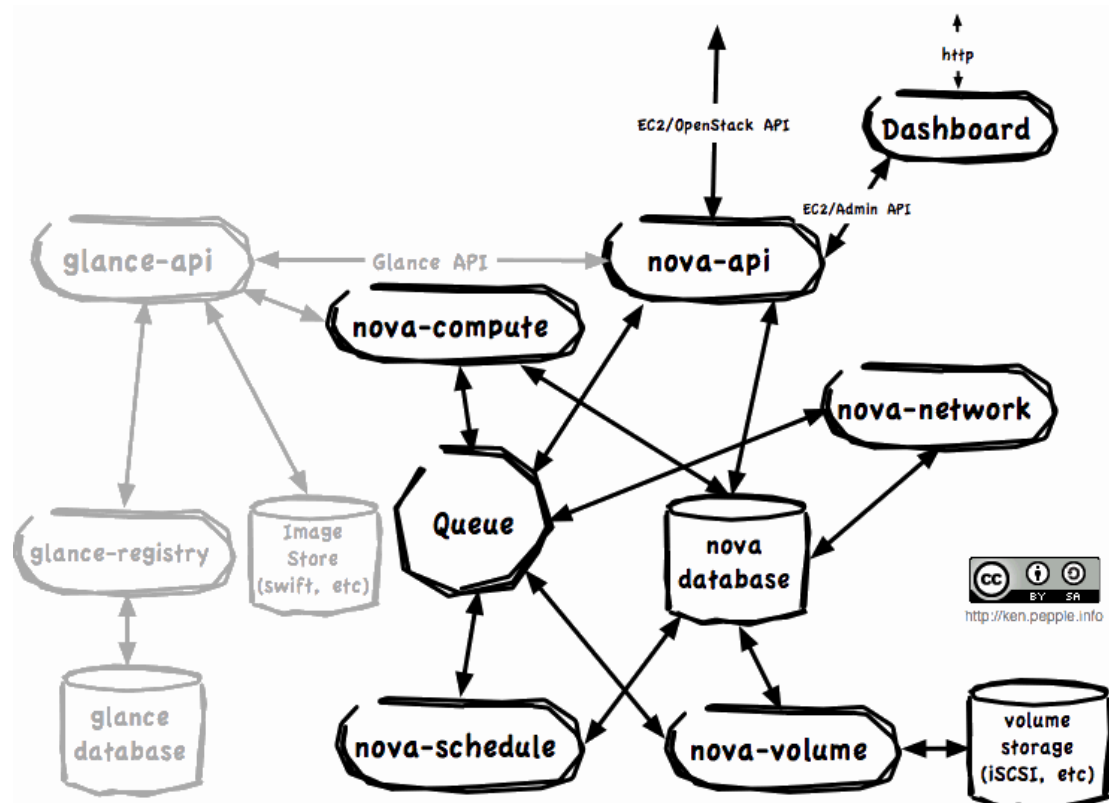 http
EC2/OpenStack API
Dashboard
EC2/Admin API
glance-api
Glance API
nova-api
nova-compute
nova-network
Queue
Image
Store
(swift, etc)
nova
database
glance-registry
cc
BY SA
http://ken.pepple.info
glance
database
nova-schedule
nova-volume
volume
storage
(iSCSI, etc)